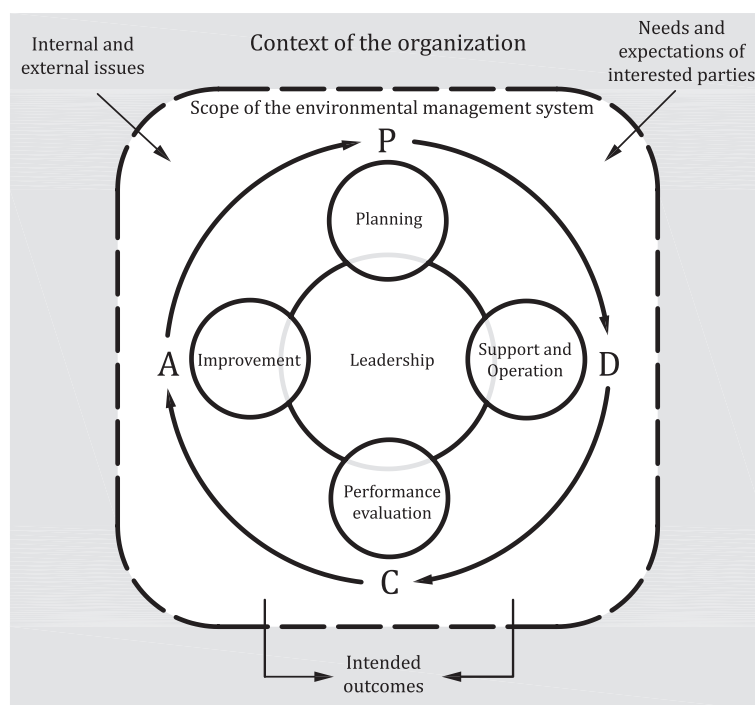 Internal and
external issues
Context of the organization
Needs and
expectations of
interested parties
Scope of the environmental management system
P
Planning
A
Improvement
Leadership
Support and
Operation
D
Performance
evaluation
C
Intended
outcomes